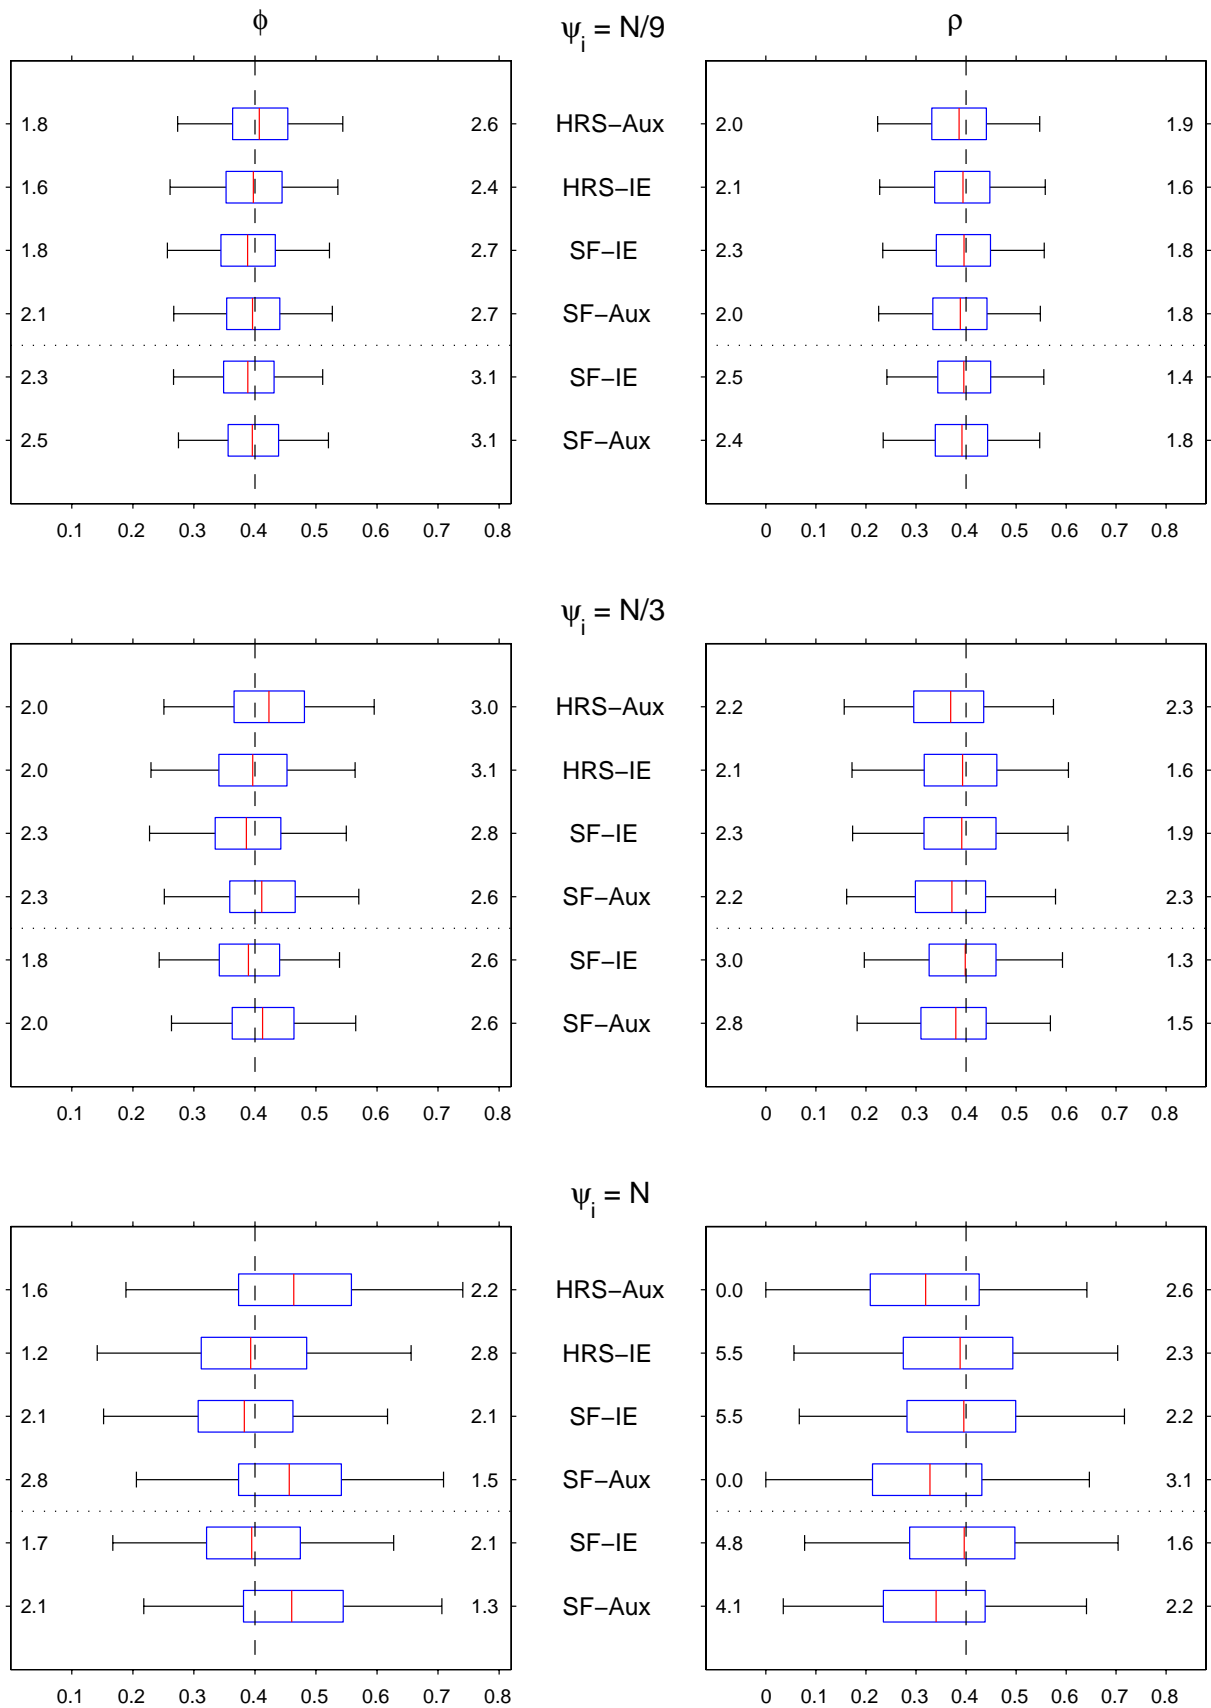 ϕ ψi = N/9 ρ
1.8 2.6 HRS−Aux 2.0 1.9
1.6 2.4 HRS−IE 2.1 1.6
1.8 2.7 SF−IE 2.3 1.8
2.1 2.7 SF−Aux 2.0 1.8
2.3 3.1 SF−IE 2.5 1.4
2.5 3.1 SF−Aux 2.4 1.8
0.1 0.2 0.3 0.4 0.5 0.6 0.7 0.8 0 0.1 0.2 0.3 0.4 0.5 0.6 0.7 0.8
ψi = N/3
2.0 3.0 HRS−Aux 2.2 2.3
2.0 3.1 HRS−IE 2.1 1.6
2.3 2.8 SF−IE 2.3 1.9
2.3 2.6 SF−Aux 2.2 2.3
1.8 2.6 SF−IE 3.0 1.3
2.0 2.6 SF−Aux 2.8 1.5
0.1 0.2 0.3 0.4 0.5 0.6 0.7 0.8 0 0.1 0.2 0.3 0.4 0.5 0.6 0.7 0.8
ψi = N
1.6 2.2 HRS−Aux 0.0 2.6
1.2 2.8 HRS−IE 5.5 2.3
2.1 2.1 SF−IE 5.5 2.2
2.8 1.5 SF−Aux 0.0 3.1
1.7 2.1 SF−IE 4.8 1.6
2.1 1.3 SF−Aux 4.1 2.2
0.1 0.2 0.3 0.4 0.5 0.6 0.7 0.8 0 0.1 0.2 0.3 0.4 0.5 0.6 0.7 0.8